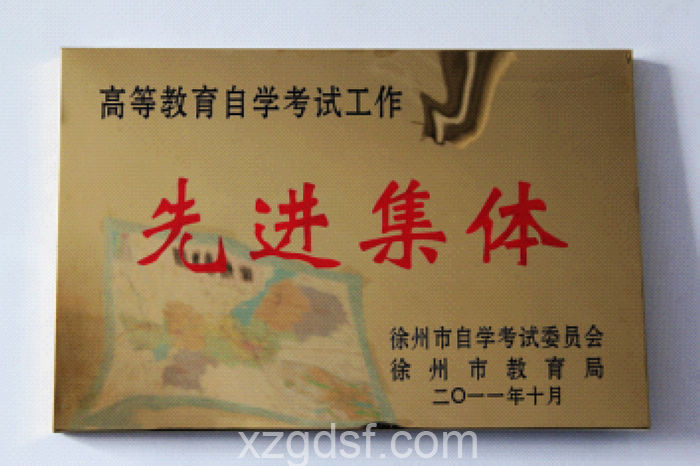 高等教育自学考试工作
先进集体
徐州市自学考试委员会
徐州市教育局
二〇一一年十月
xzgdsf.com